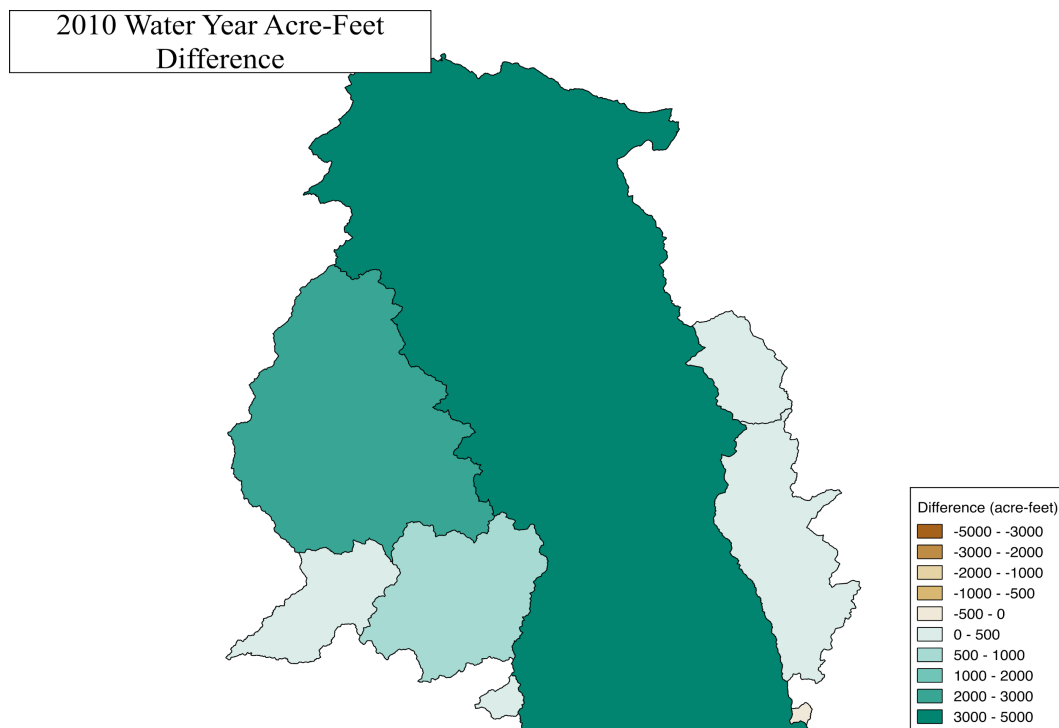 2010 Water Year Acre-Feet
Difference
Difference (acre-feet)
-5000 - -3000
-3000 - -2000
-2000 - -1000
-1000 - -500
-500 - 0
0 - 500
500 - 1000
1000 - 2000
2000 - 3000
3000 - 5000